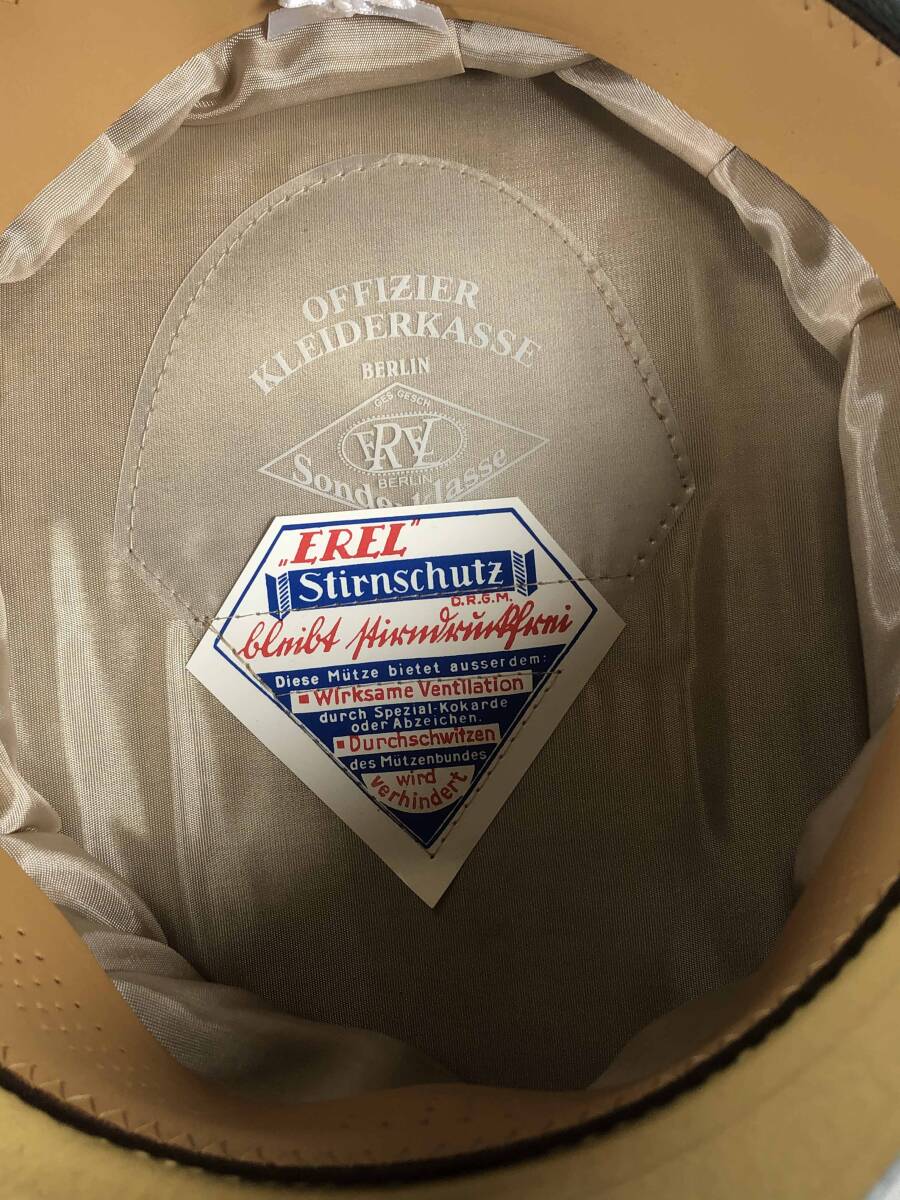 OFFIZIER
KLEIDERKASSE
BERLIN
GES GESCH
EREL
BERLIN
Sonderklasse
„EREL"
Stirnschutz
D.R.G.M.
bleibt stirndruckfrei
Diese Mütze bietet ausserdem:
▪ Wirksame Ventilation
durch Spezial-Kokarde
oder Abzeichen.
▪ Durchschwitzen
des Mützenbundes
wird
verhindert